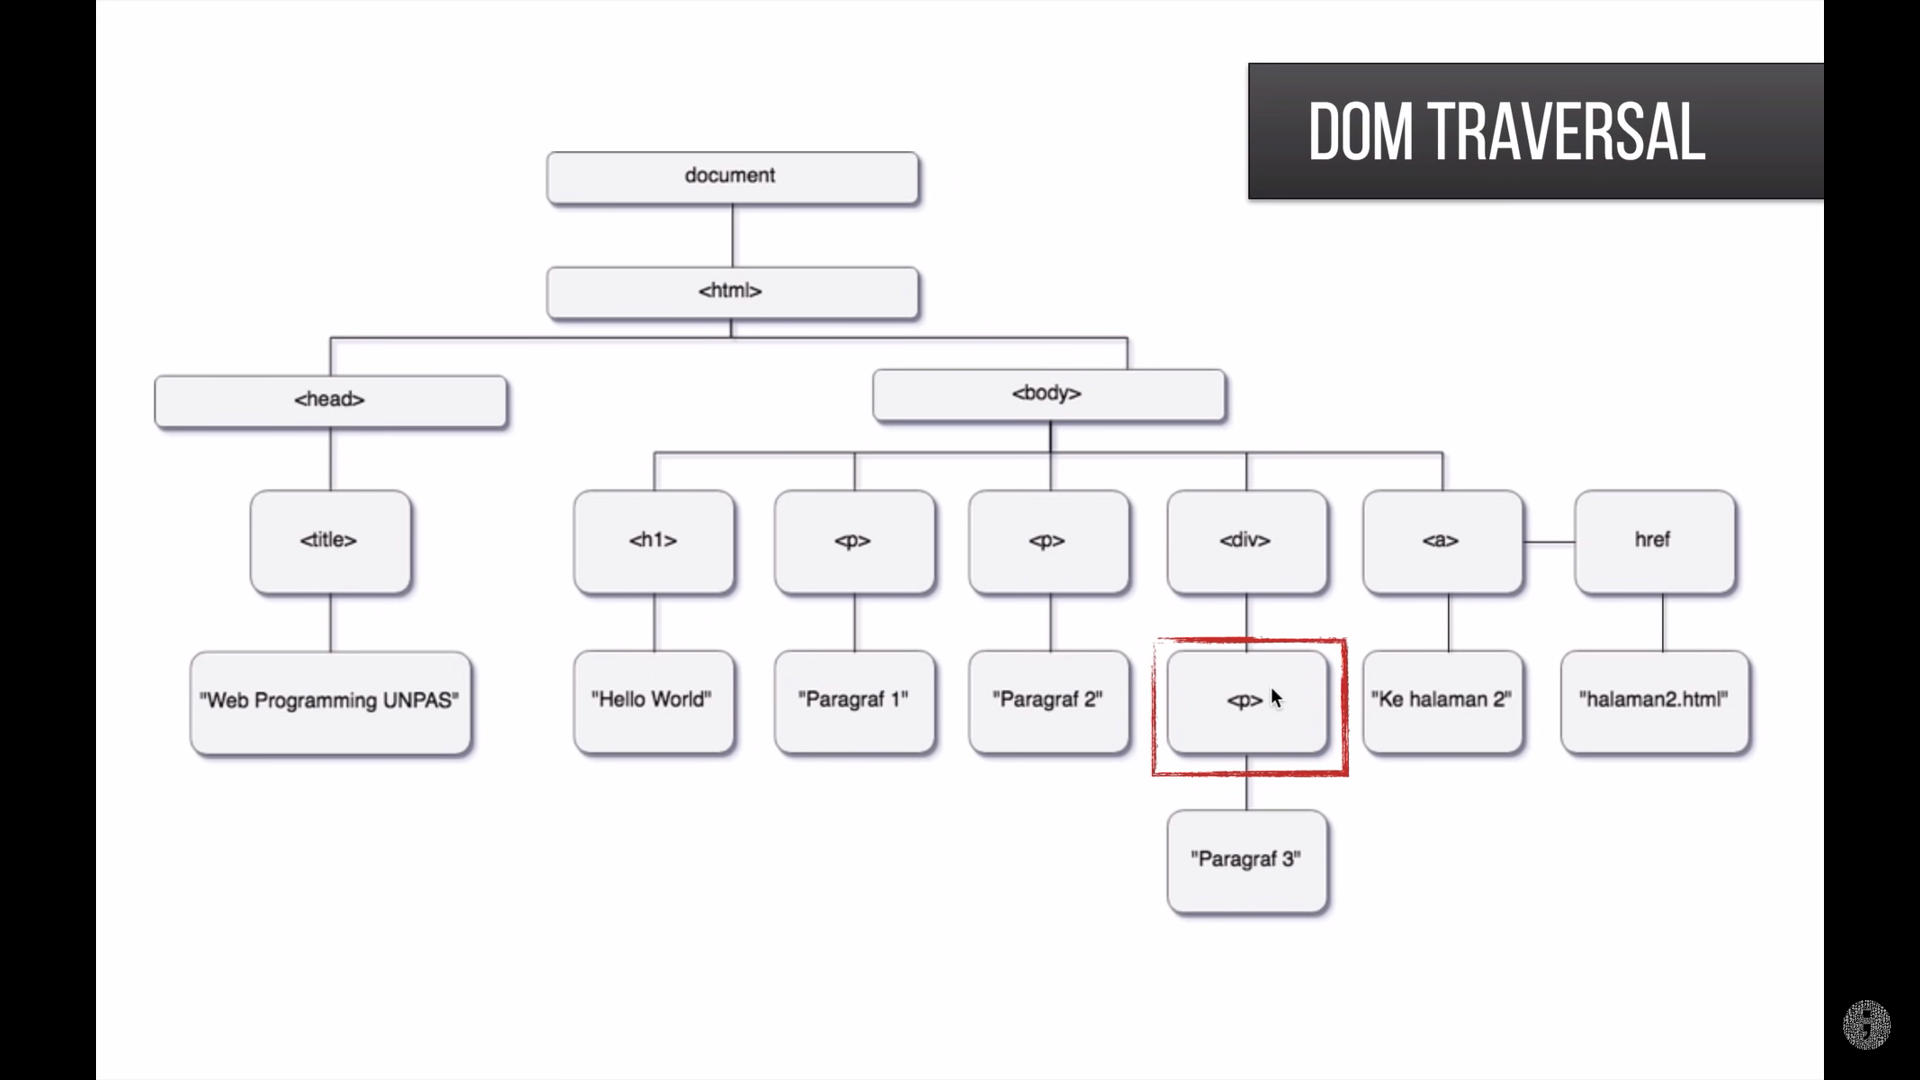 DOM TRAVERSAL
document
<html>
<head>
<body>
<title>
<h1>
<p>
<p>
<div>
<a>
href
"Web Programming UNPAS"
"Hello World"
"Paragraf 1"
"Paragraf 2"
<p>
"Ke halaman 2"
"halaman2.html"
"Paragraf 3"